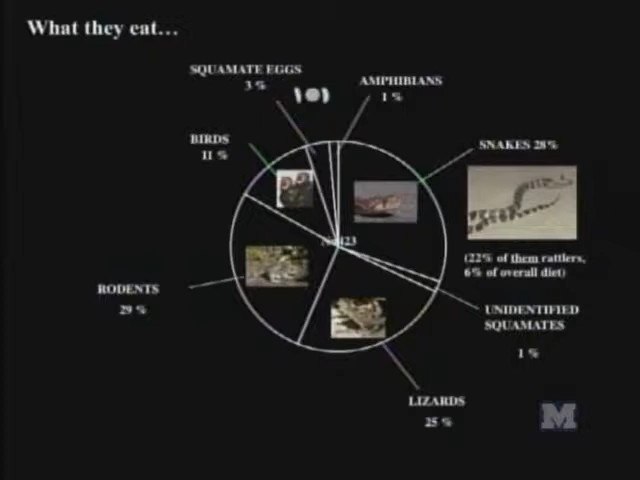 What they eat...
SQUAMATE EGGS
3 %
AMPHIBIANS
1 %
BIRDS
11 %
SNAKES 28%
(22% of them rattlers,
6% of overall diet)
RODENTS
29 %
UNIDENTIFIED
SQUAMATES
1 %
LIZARDS
25 %
M